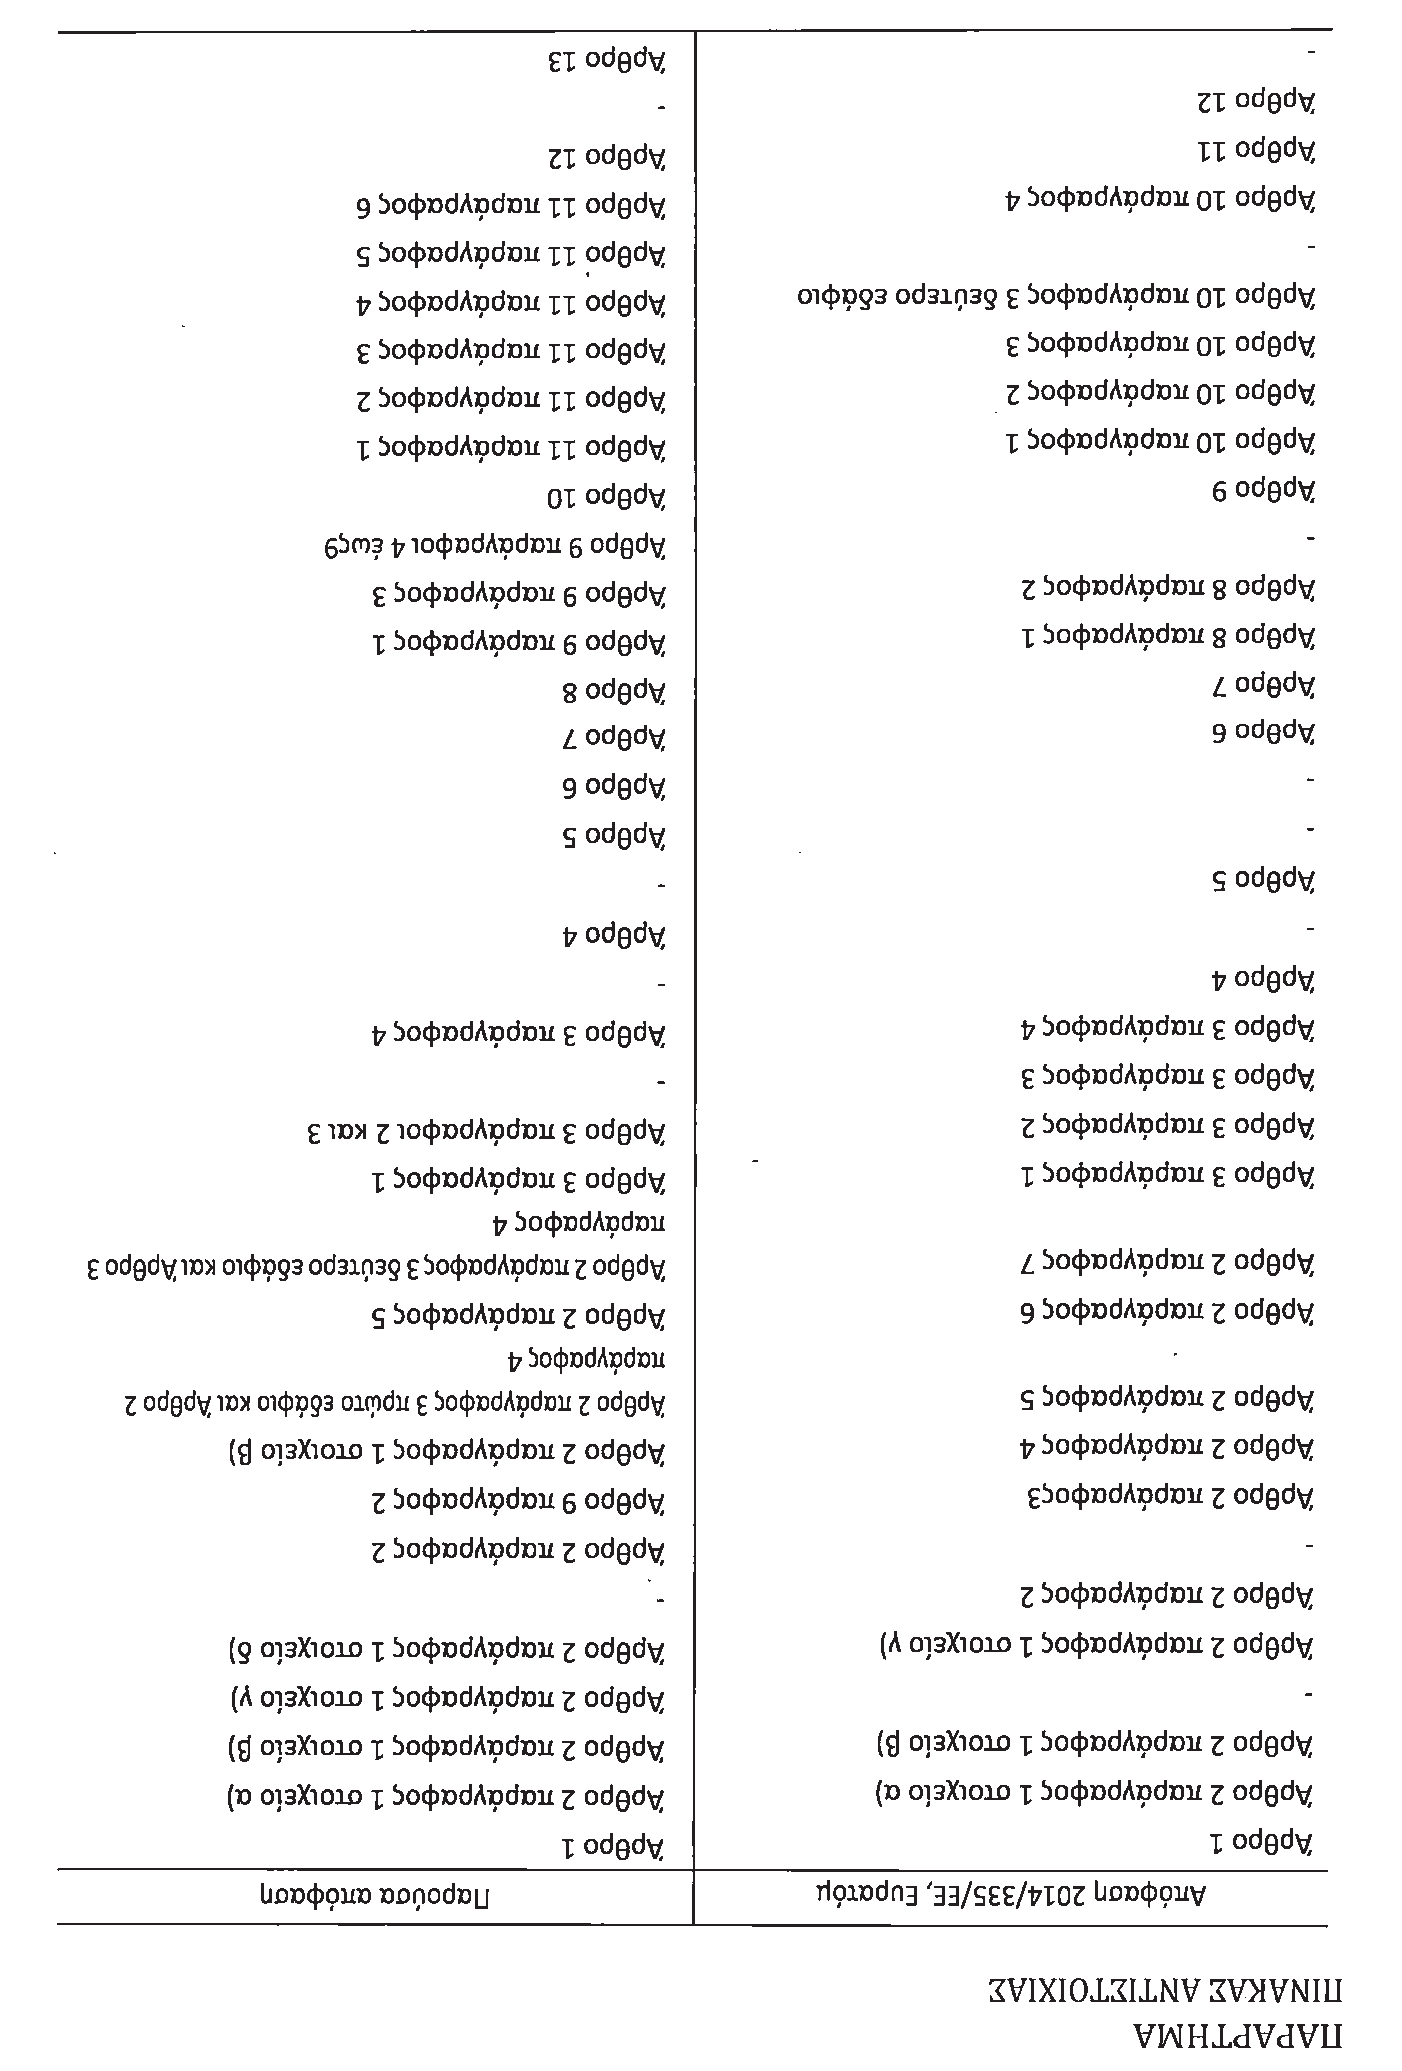 ΠΑΡΑΡΤΗΜΑ
ΠΙΝΑΚΑΣ ΑΝΤΙΣΤΟΙΧΙΑΣ
Απόφαση 2014/335/ΕΕ, Ευρατόμ Παρούσα απόφαση
Άρθρο 1 Άρθρο 1
Άρθρο 2 παράγραφος 1 στοιχείο α) Άρθρο 2 παράγραφος 1 στοιχείο α)
Άρθρο 2 παράγραφος 1 στοιχείο β) Άρθρο 2 παράγραφος 1 στοιχείο β)
- Άρθρο 2 παράγραφος 1 στοιχείο γ)
Άρθρο 2 παράγραφος 1 στοιχείο γ) Άρθρο 2 παράγραφος 1 στοιχείο δ)
Άρθρο 2 παράγραφος 2 -
- Άρθρο 2 παράγραφος 2
Άρθρο 2 παράγραφος3 Άρθρο 9 παράγραφος 2
Άρθρο 2 παράγραφος 4 Άρθρο 2 παράγραφος 1 στοιχείο β)
Άρθρο 2 παράγραφος 5 Άρθρο 2 παράγραφος 3 πρώτο εδάφιο και Άρθρο 2
παράγραφος 4
Άρθρο 2 παράγραφος 6 Άρθρο 2 παράγραφος 5
Άρθρο 2 παράγραφος 7 Άρθρο 2 παράγραφος 3 δεύτερο εδάφιο και Άρθρο 3
παράγραφος 4
Άρθρο 3 παράγραφος 1 Άρθρο 3 παράγραφος 1
Άρθρο 3 παράγραφος 2 Άρθρο 3 παράγραφοι 2 και 3
Άρθρο 3 παράγραφος 3 -
Άρθρο 3 παράγραφος 4 Άρθρο 3 παράγραφος 4
Άρθρο 4 -
- Άρθρο 4
Άρθρο 5 -
- Άρθρο 5
- Άρθρο 6
Άρθρο 6 Άρθρο 7
Άρθρο 7 Άρθρο 8
Άρθρο 8 παράγραφος 1 Άρθρο 9 παράγραφος 1
Άρθρο 8 παράγραφος 2 Άρθρο 9 παράγραφος 3
- Άρθρο 9 παράγραφοι 4 έως9
Άρθρο 9 Άρθρο 10
Άρθρο 10 παράγραφος 1 Άρθρο 11 παράγραφος 1
Άρθρο 10 παράγραφος 2 Άρθρο 11 παράγραφος 2
Άρθρο 10 παράγραφος 3 Άρθρο 11 παράγραφος 3
Άρθρο 10 παράγραφος 3 δεύτερο εδάφιο Άρθρο 11 παράγραφος 4
- Άρθρο 11 παράγραφος 5
Άρθρο 10 παράγραφος 4 Άρθρο 11 παράγραφος 6
Άρθρο 11 Άρθρο 12
Άρθρο 12 -
- Άρθρο 13